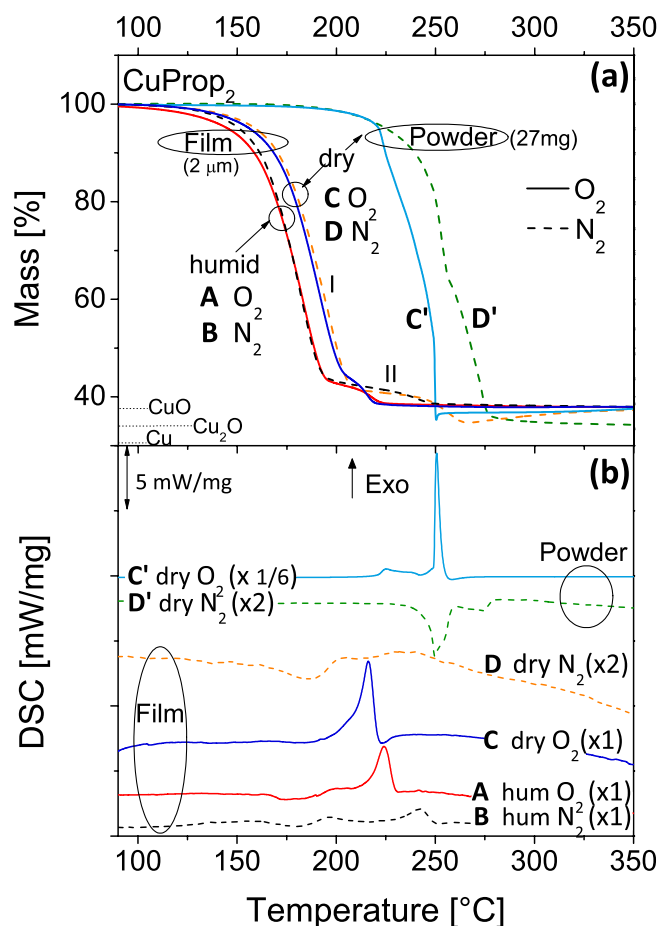 100 150 200 250 300 350
CuProp₂ (a)
100
80
60
40
Mass [%]
Film
(2 μm)
Powder (27mg)
dry
C O₂
D N₂
O₂
N₂
humid
A O₂
B N₂
I
II
C' D'
CuO
Cu₂O
Cu
(b)
5 mW/mg
Exo
DSC [mW/mg]
Powder
C' dry O₂ (x 1/6)
D' dry N₂ (x2)
D dry N₂ (x2)
Film
C dry O₂ (x1)
A hum O₂ (x1)
B hum N₂ (x1)
100 150 200 250 300 350
Temperature [°C]